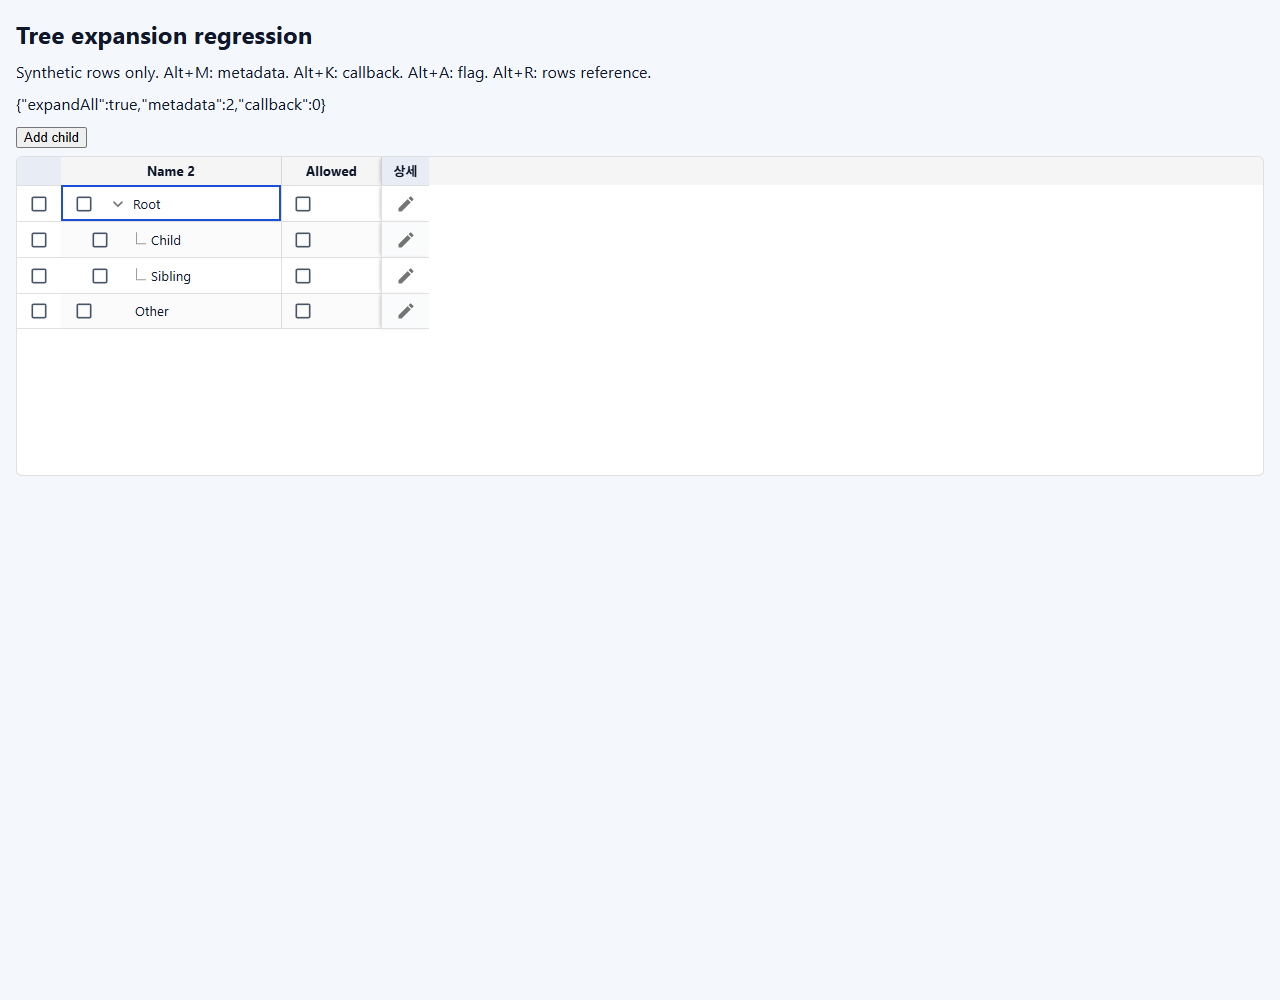 Tree expansion regression
Synthetic rows only. Alt+M: metadata. Alt+K: callback. Alt+A: flag. Alt+R: rows reference.
{"expandAll":true,"metadata":2,"callback":0}
Add child
Name 2 Allowed 상세
Root
Child
Sibling
Other